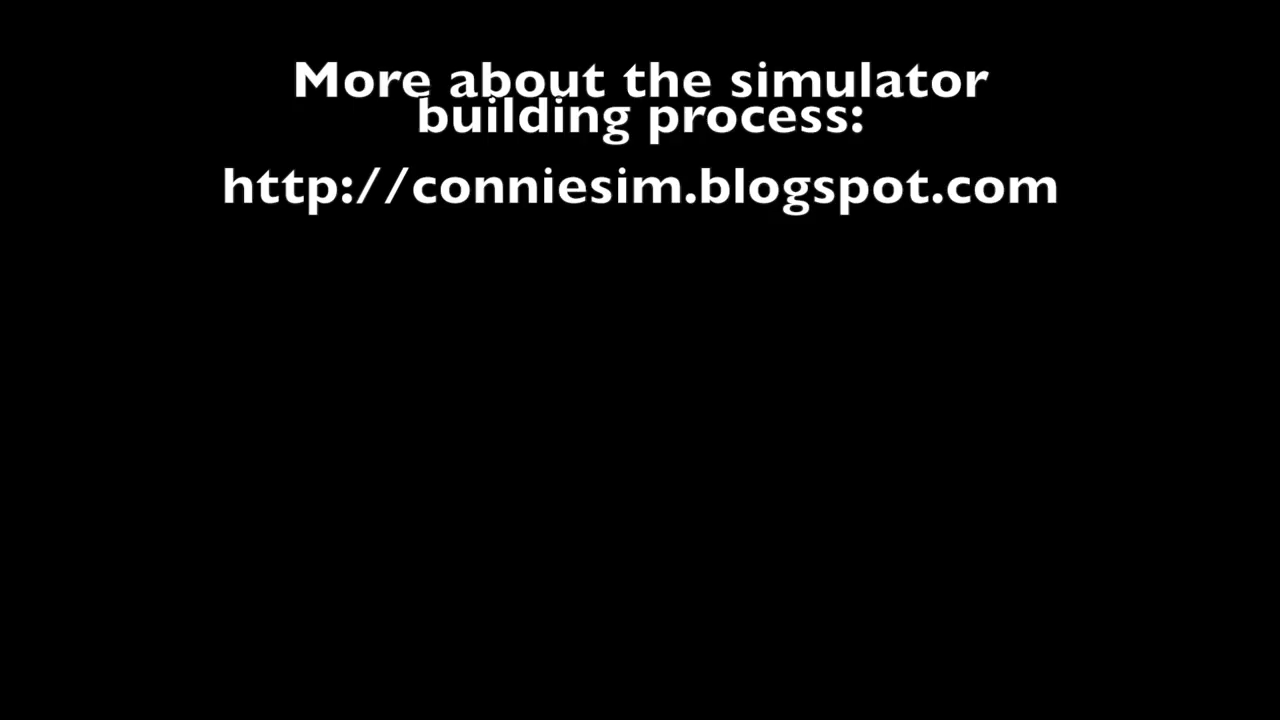 More about the simulator
building process:
http://conniesim.blogspot.com